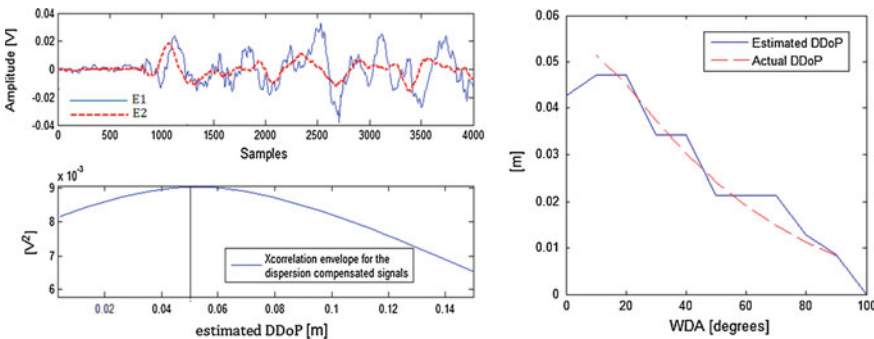 Amplitude [V]
0.04
0.02
0
-0.02
-0.04
E1
E2
0 500 1000 1500 2000 2500 3000 3500 4000
Samples
x 10⁻³
[V²]
9
8
7
6
Xcorrelation envelope for the
dispersion compensated signals
0.02 0.04 0.06 0.08 0.1 0.12 0.14
estimated DDoP [m]
[m]
0.06
0.05
0.04
0.03
0.02
0.01
0
Estimated DDoP
Actual DDoP
0 20 40 60 80 100
WDA [degrees]